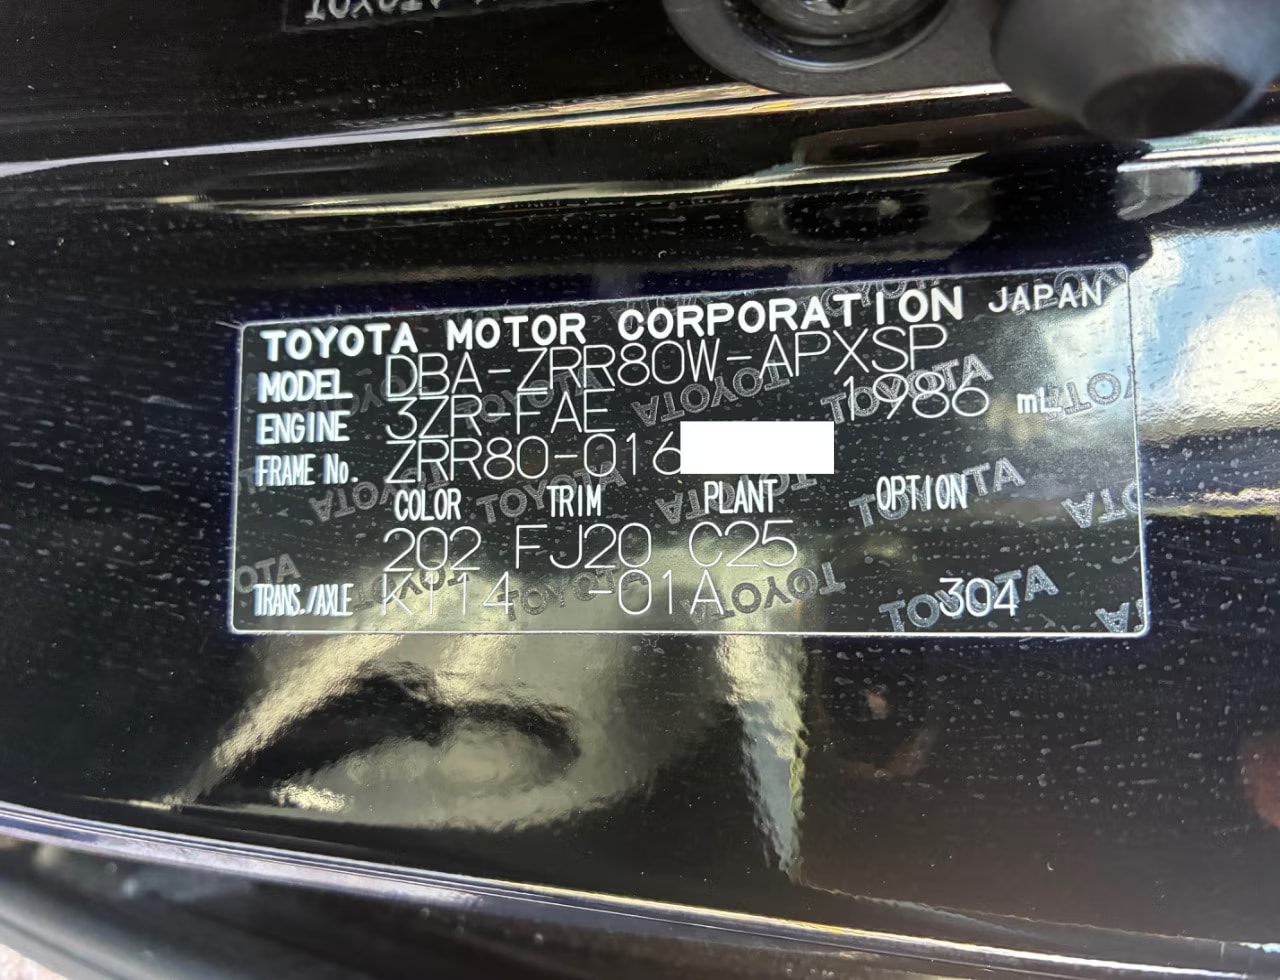 TOYOTA MOTOR CORPORATION JAPAN
MODEL DBA-ZRR80W-APXSP
ENGINE 3ZR-FAE 1986 mL
FRAME No. ZRR80-016
COLOR TRIM PLANT OPTION
202 FJ20 C25
TRANS./AXLE K114 -01A 304